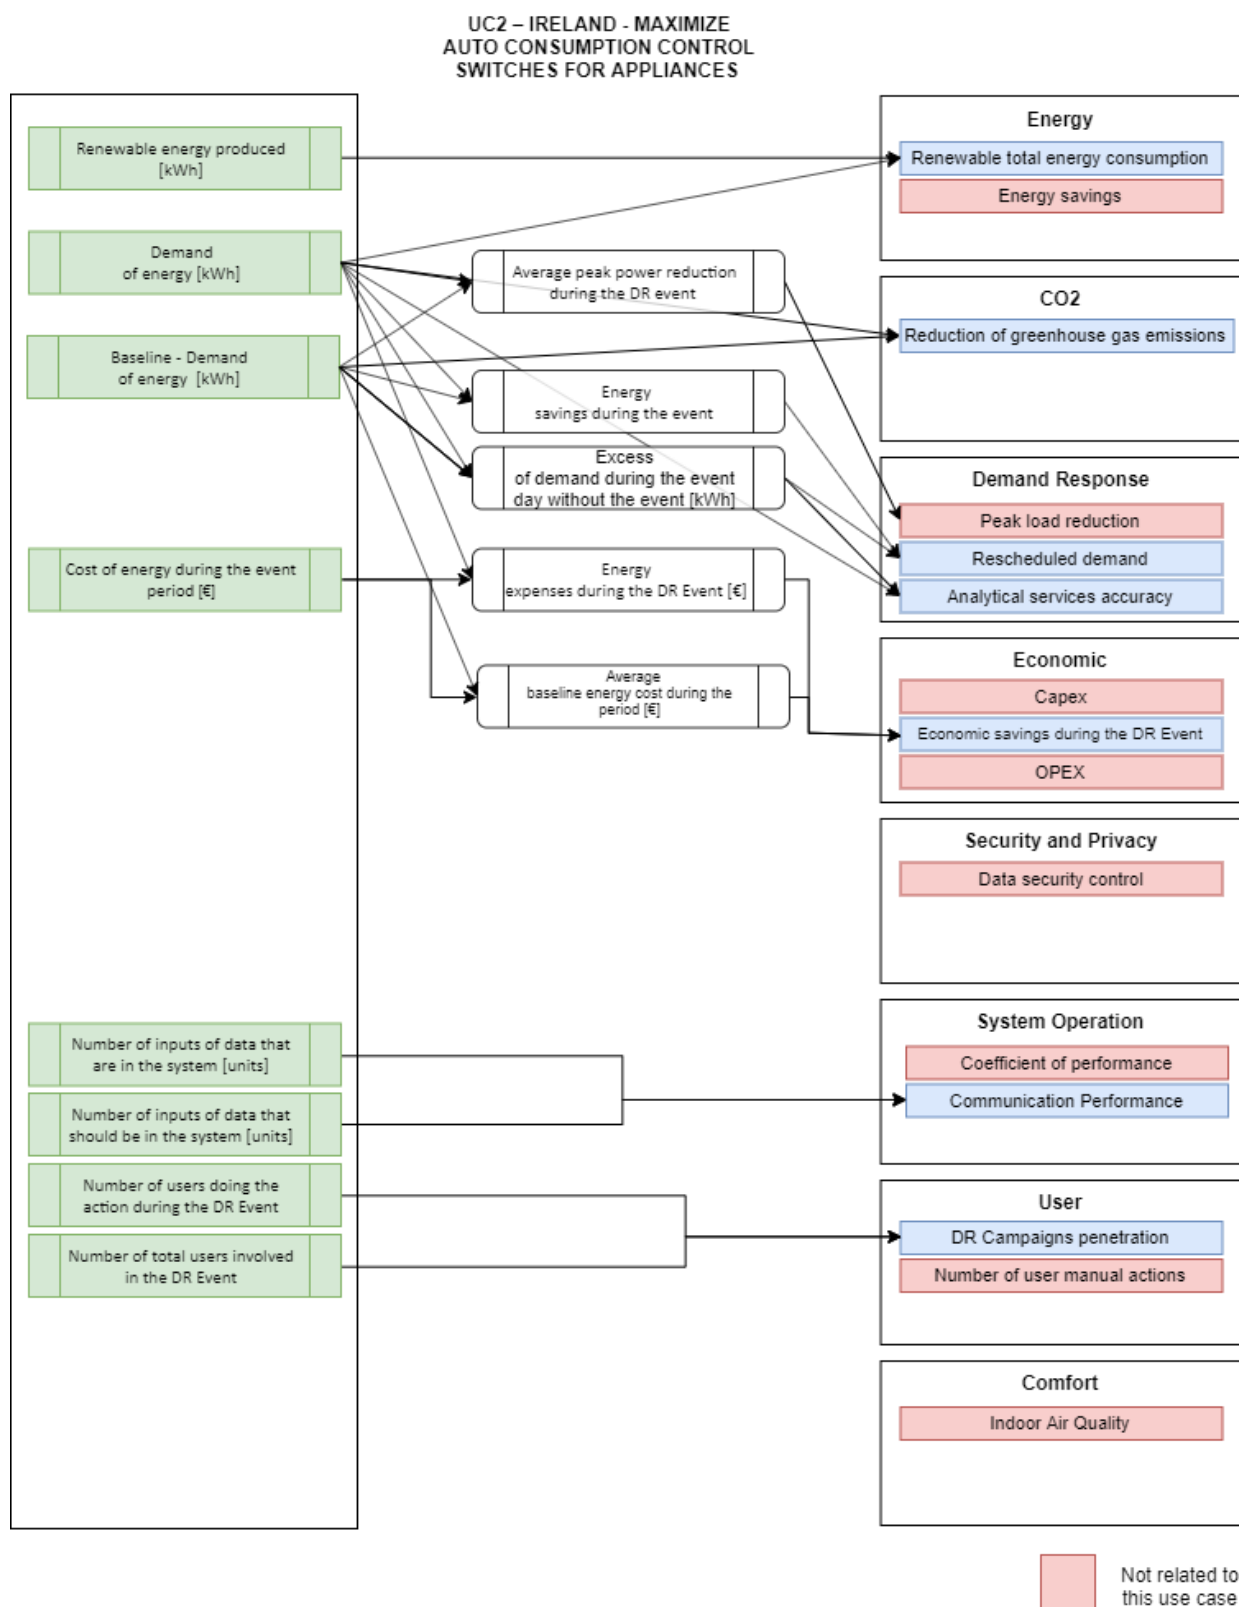 UC2 – IRELAND - MAXIMIZE
AUTO CONSUMPTION CONTROL
SWITCHES FOR APPLIANCES
Renewable energy produced
[kWh]
Demand
of energy [kWh]
Baseline - Demand
of energy [kWh]
Cost of energy during the event
period [€]
Number of inputs of data that
are in the system [units]
Number of inputs of data that
should be in the system [units]
Number of users doing the
action during the DR Event
Number of total users involved
in the DR Event
Average peak power reduction
during the DR event
Energy
savings during the event
Excess
of demand during the event
day without the event [kWh]
Energy
expenses during the DR Event [€]
Average
baseline energy cost during the
period [€]
Energy
Renewable total energy consumption
Energy savings
CO2
Reduction of greenhouse gas emissions
Demand Response
Peak load reduction
Rescheduled demand
Analytical services accuracy
Economic
Capex
Economic savings during the DR Event
OPEX
Security and Privacy
Data security control
System Operation
Coefficient of performance
Communication Performance
User
DR Campaigns penetration
Number of user manual actions
Comfort
Indoor Air Quality
Not related to
this use case